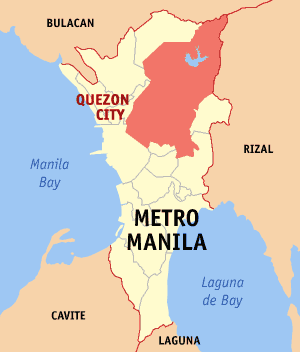 BULACAN
QUEZON
CITY
RIZAL
Manila
Bay
METRO
MANILA
Laguna
de Bay
CAVITE
LAGUNA